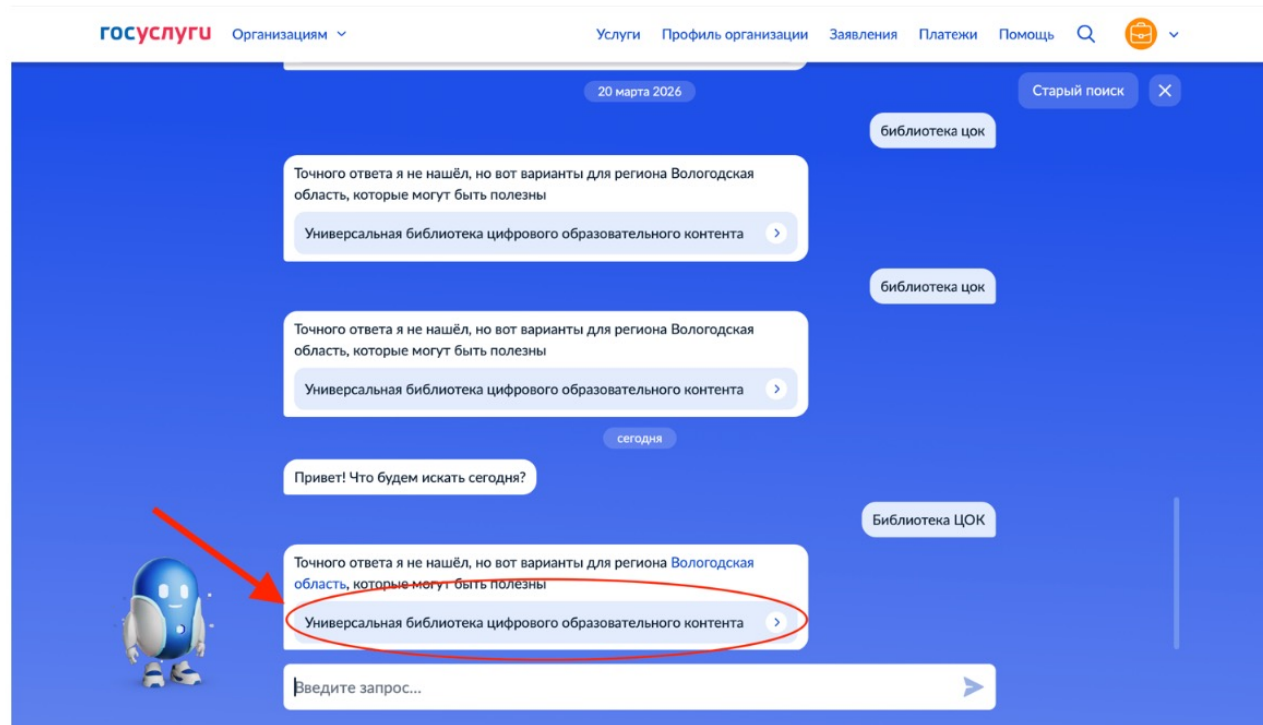 госуслуги Организациям Услуги Профиль организации Заявления Платежи Помощь
20 марта 2026
Старый поиск
библиотека цок
Точного ответа я не нашёл, но вот варианты для региона Вологодская
область, которые могут быть полезны
Универсальная библиотека цифрового образовательного контента
библиотека цок
Точного ответа я не нашёл, но вот варианты для региона Вологодская
область, которые могут быть полезны
Универсальная библиотека цифрового образовательного контента
сегодня
Привет! Что будем искать сегодня?
Библиотека ЦОК
Точного ответа я не нашёл, но вот варианты для региона Вологодская
область, которые могут быть полезны
Универсальная библиотека цифрового образовательного контента
Введите запрос...